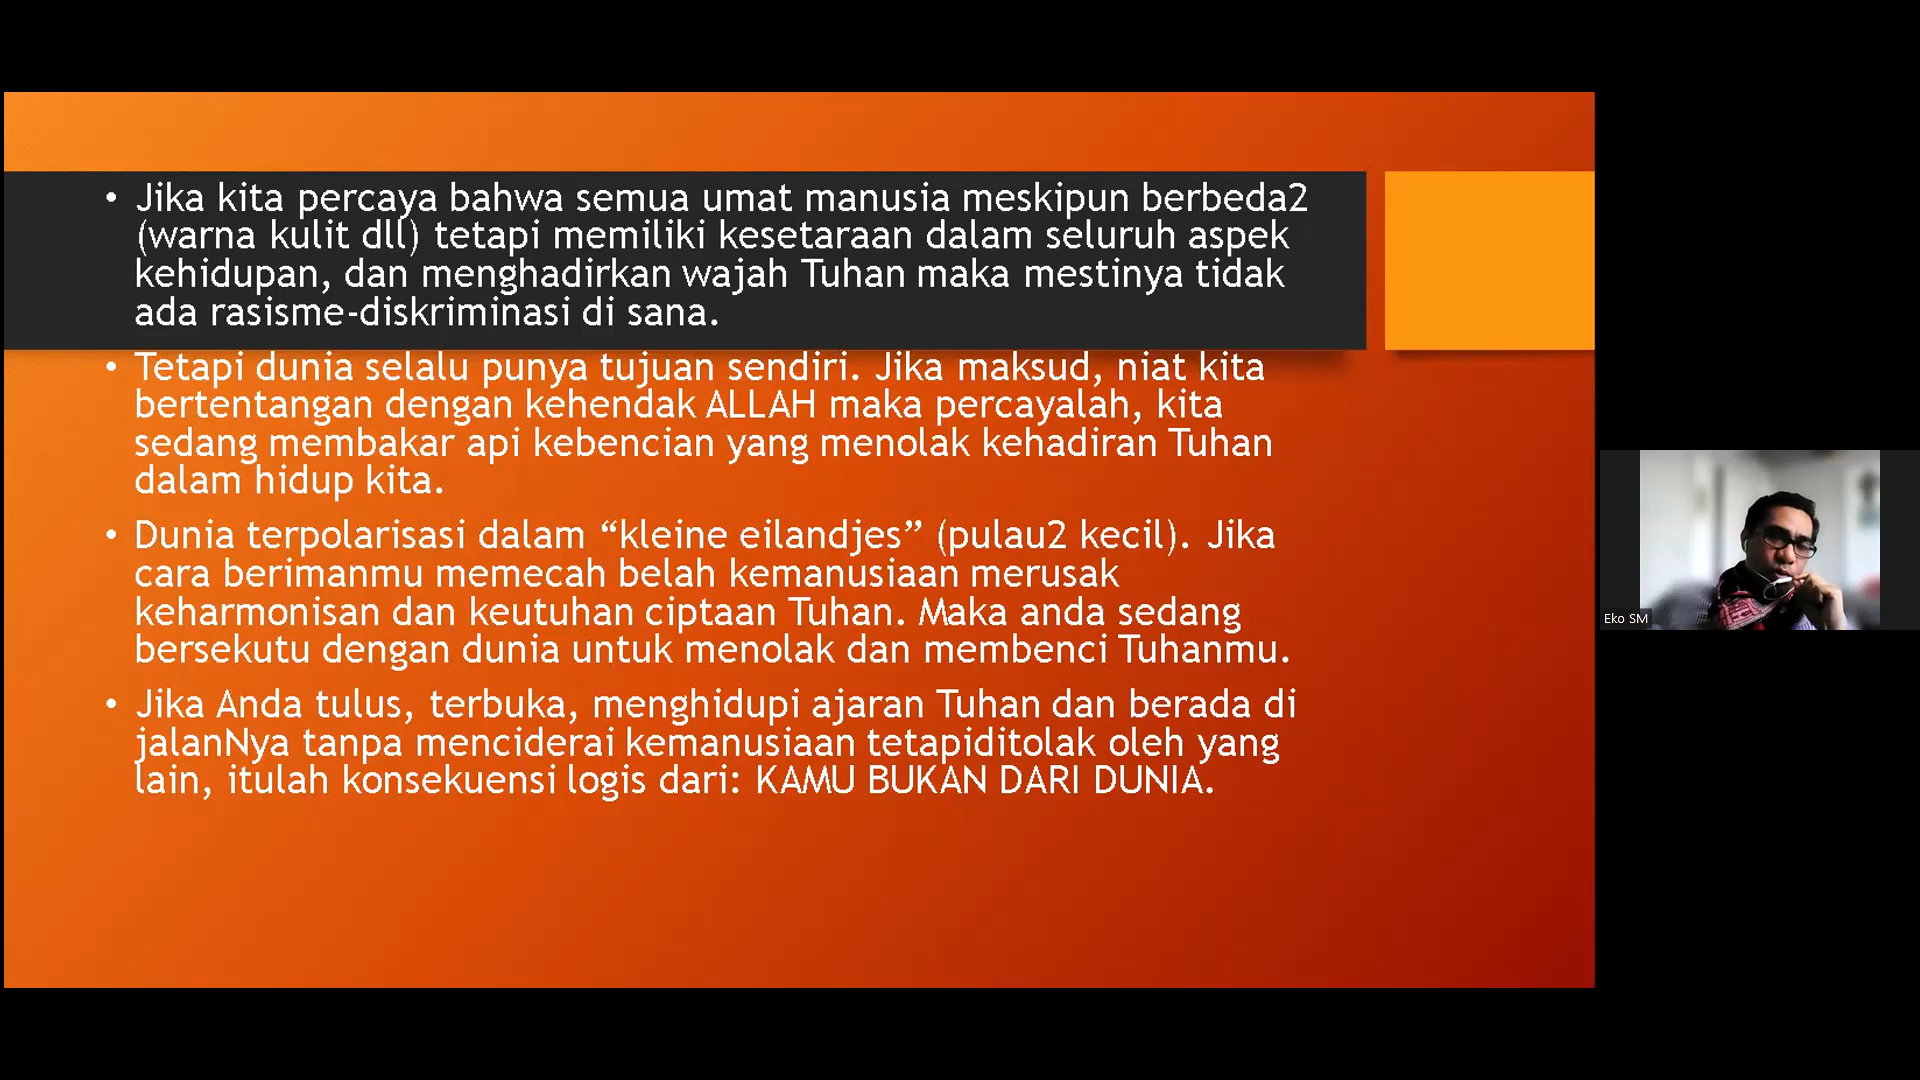 • Jika kita percaya bahwa semua umat manusia meskipun berbeda2
(warna kulit dll) tetapi memiliki kesetaraan dalam seluruh aspek
kehidupan, dan menghadirkan wajah Tuhan maka mestinya tidak
ada rasisme-diskriminasi di sana.
• Tetapi dunia selalu punya tujuan sendiri. Jika maksud, niat kita
bertentangan dengan kehendak ALLAH maka percayalah, kita
sedang membakar api kebencian yang menolak kehadiran Tuhan
dalam hidup kita.
• Dunia terpolarisasi dalam “kleine eilandjes” (pulau2 kecil). Jika
cara berimanmu memecah belah kemanusiaan merusak
keharmonisan dan keutuhan ciptaan Tuhan. Maka anda sedang
bersekutu dengan dunia untuk menolak dan membenci Tuhanmu.
• Jika Anda tulus, terbuka, menghidupi ajaran Tuhan dan berada di
jalanNya tanpa menciderai kemanusiaan tetapiditolak oleh yang
lain, itulah konsekuensi logis dari: KAMU BUKAN DARI DUNIA.
Eko SM